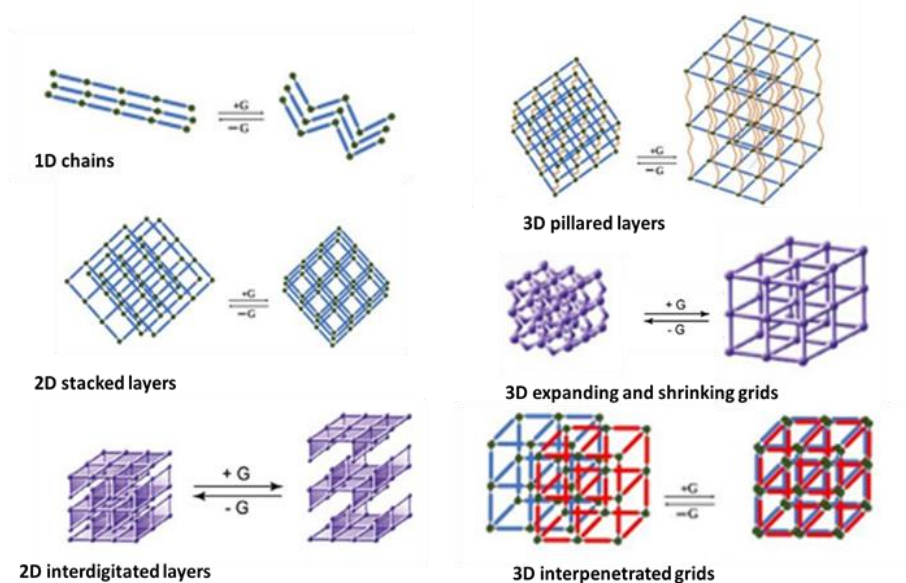 +G
−G
1D chains
+G
−G
3D pillared layers
+G
−G
2D stacked layers
+ G
- G
3D expanding and shrinking grids
+ G
- G
2D interdigitated layers
+G
−G
3D interpenetrated grids